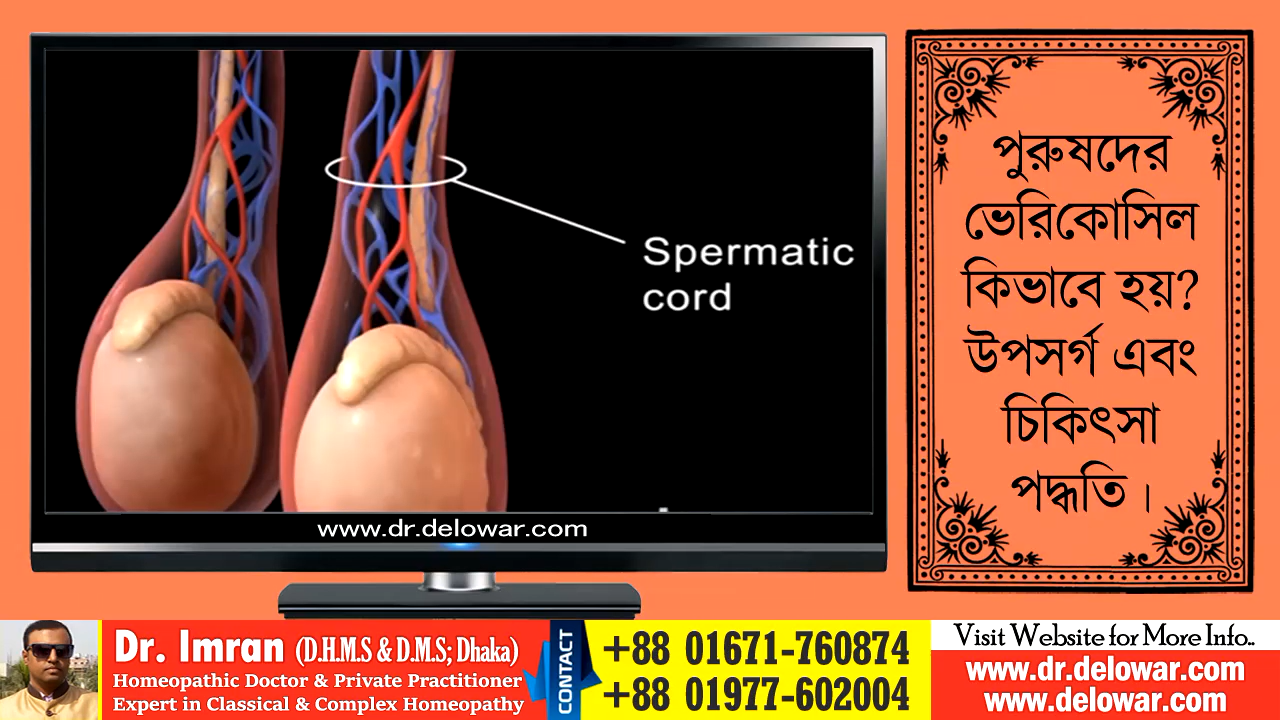 Spermatic
cord
www.dr.delowar.com
পুরুষদের
ভেরিকোসিল
কিভাবে হয়?
উপসর্গ এবং
চিকিৎসা
পদ্ধতি।
Dr. Imran (D.H.M.S & D.M.S; Dhaka)
Homeopathic Doctor & Private Practitioner
Expert in Classical & Complex Homeopathy
CONTACT
+88 01671-760874
+88 01977-602004
Visit Website for More Info..
www.dr.delowar.com
www.delowar.com